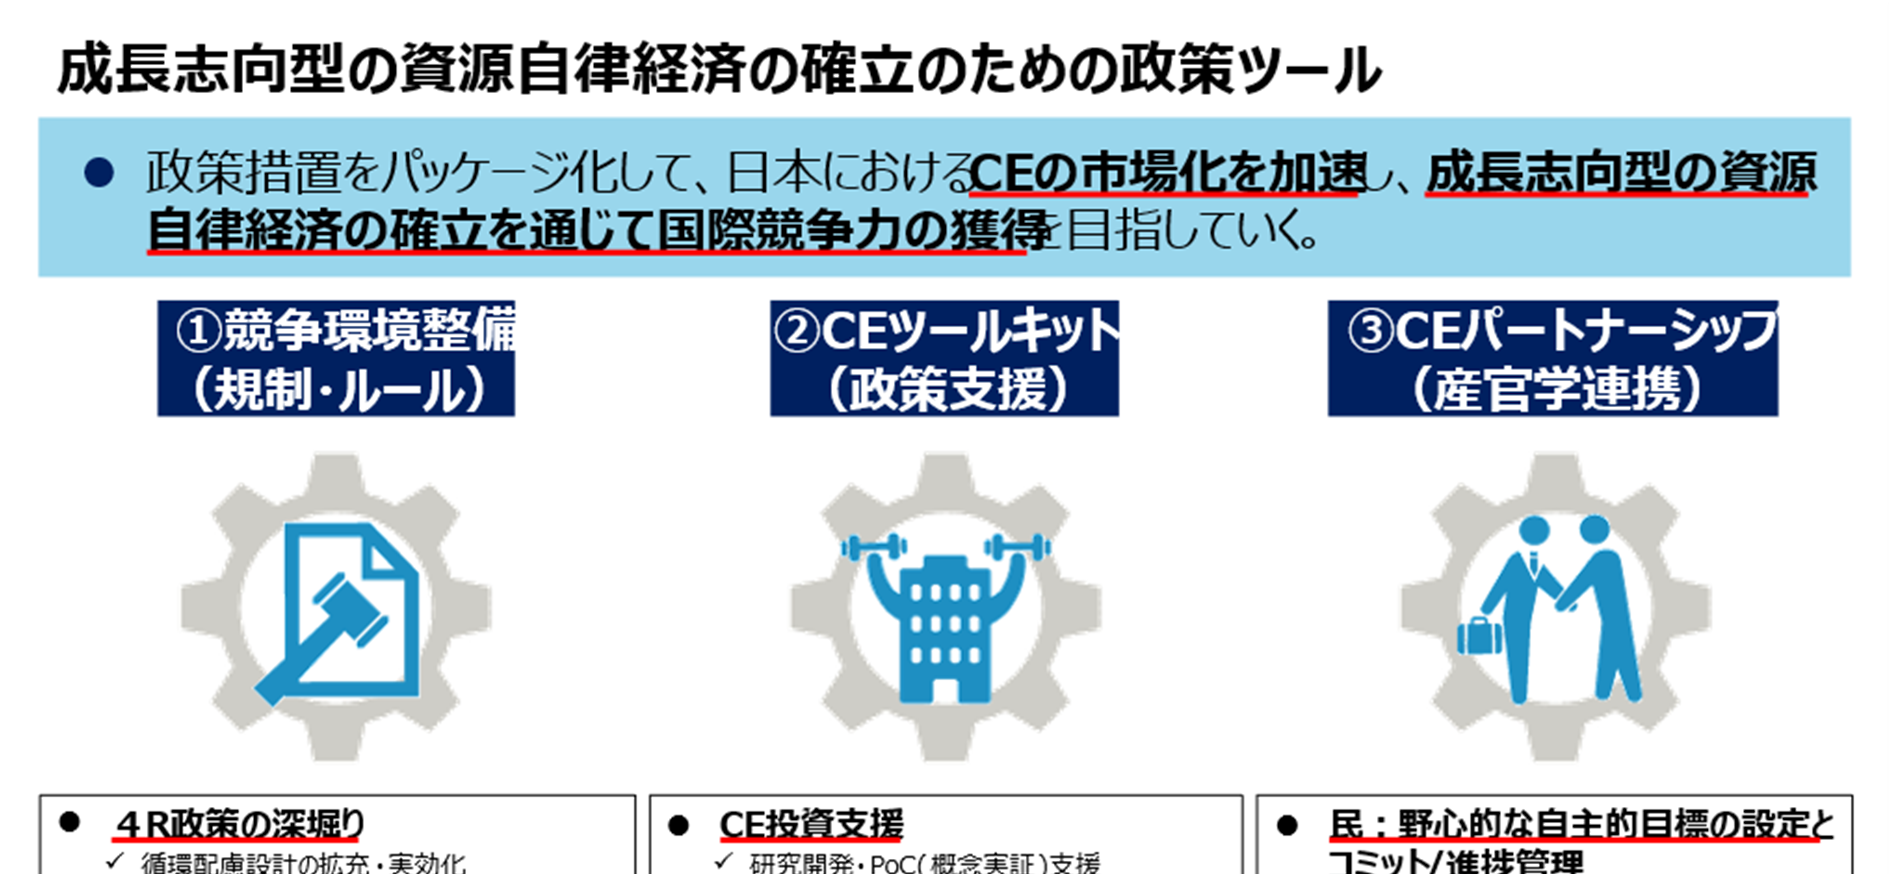 成長志向型の資源自律経済の確立のための政策ツール
● 政策措置をパッケージ化して、日本におけるCEの市場化を加速し、成長志向型の資源
自律経済の確立を通じて国際競争力の獲得を目指していく。
①競争環境整備
（規制・ルール）
②CEツールキット
（政策支援）
③CEパートナーシップ
（産官学連携）
● ４R政策の深堀り
✓ 循環配慮設計の拡充・実効化
● CE投資支援
✓ 研究開発・PoC(概念実証)支援
● 民：野心的な自主的目標の設定と
コミット/進捗管理